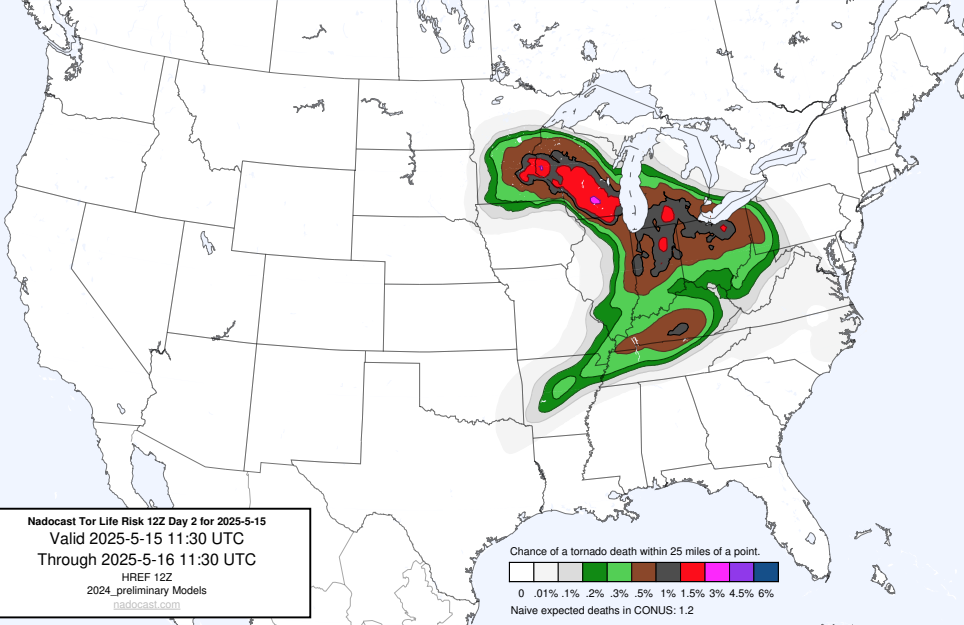 Nadocast Tor Life Risk 12Z Day 2 for 2025-5-15
Valid 2025-5-15 11:30 UTC
Through 2025-5-16 11:30 UTC
HREF 12Z
2024_preliminary Models
nadocast.com
Chance of a tornado death within 25 miles of a point.
0 .01% .1% .2% .3% .5% 1% 1.5% 3% 4.5% 6%
Naive expected deaths in CONUS: 1.2